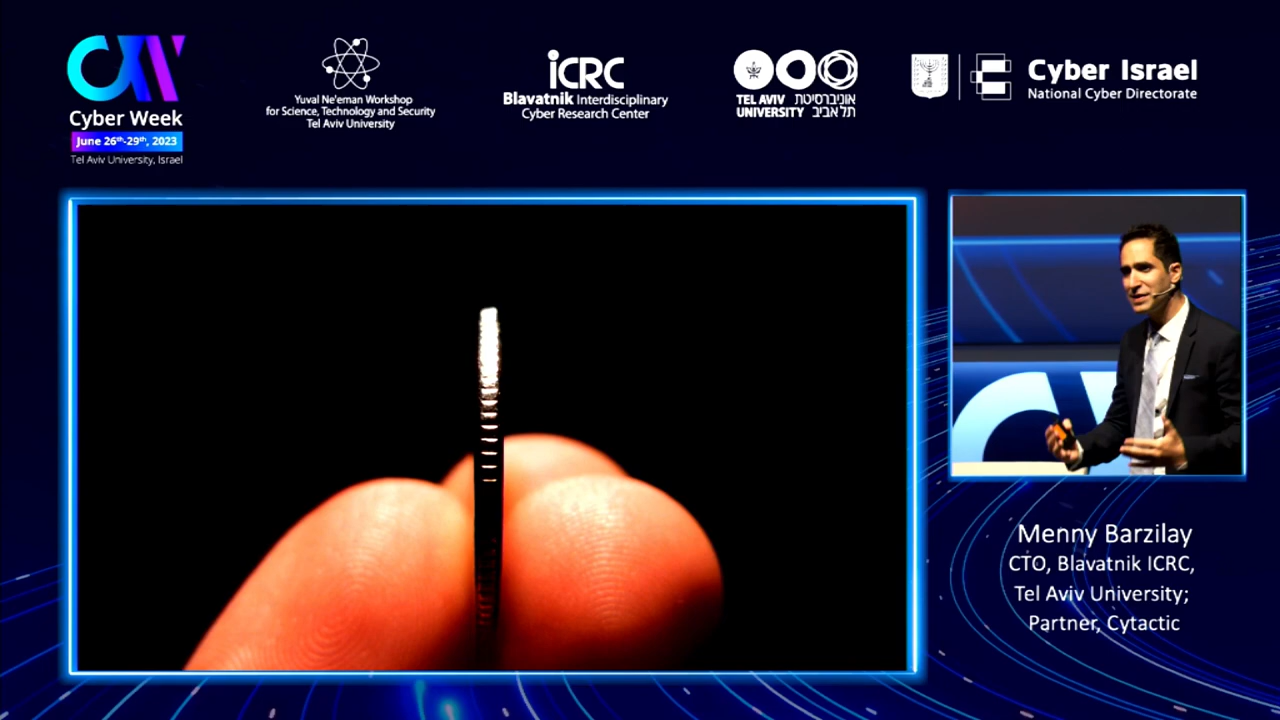 Cyber Week
June 26th-29th, 2023
Tel Aviv University, Israel
Yuval Ne'eman Workshop
for Science, Technology and Security
Tel Aviv University
iCRC
Blavatnik Interdisciplinary
Cyber Research Center
TEL AVIV אוניברסיטת
UNIVERSITY תל אביב
Cyber Israel
National Cyber Directorate
Menny Barzilay
CTO, Blavatnik ICRC,
Tel Aviv University;
Partner, Cytactic